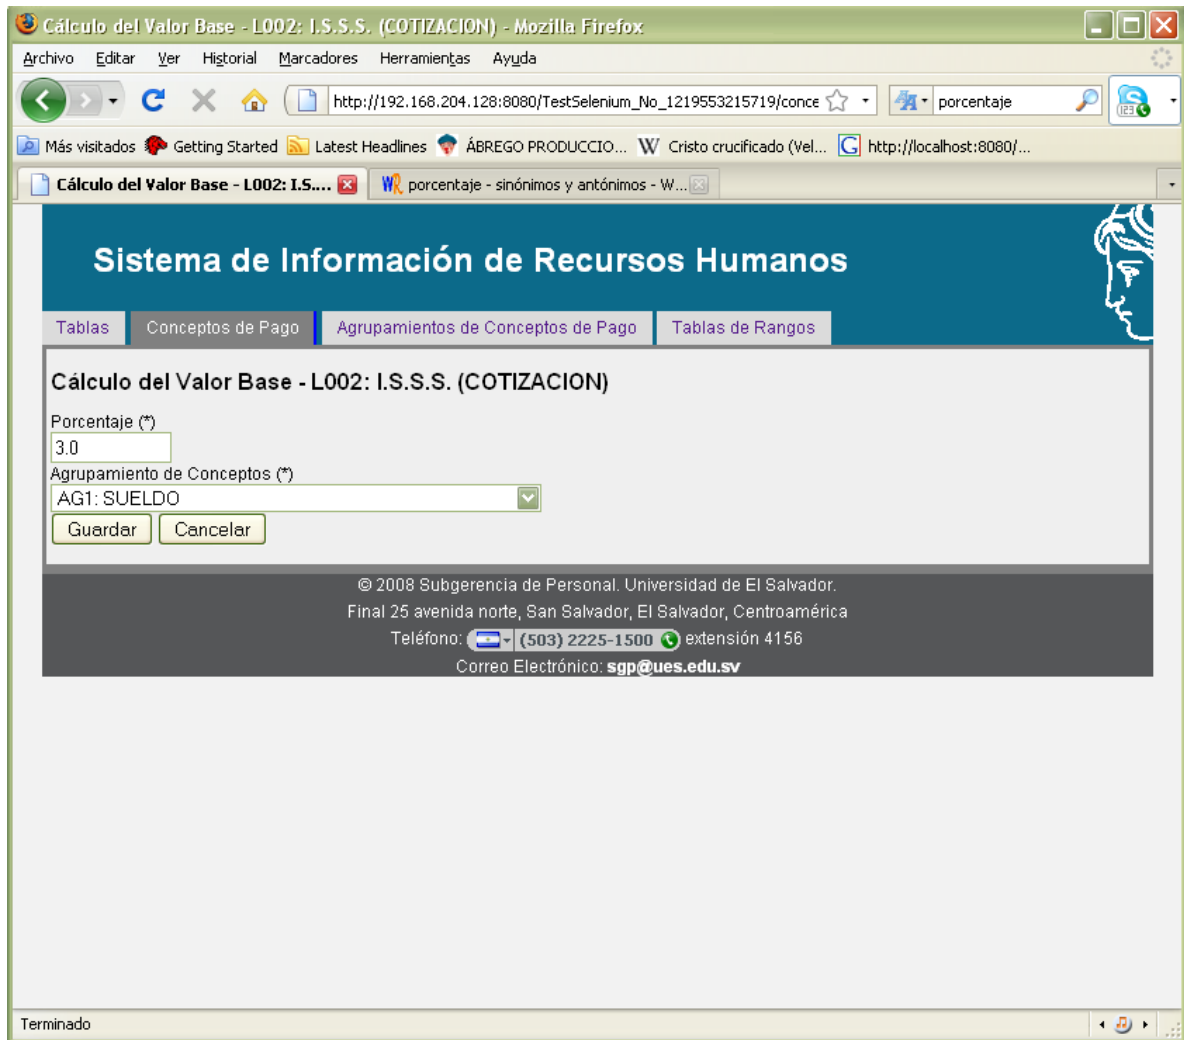 Cálculo del Valor Base - L002: I.S.S.S. (COTIZACION) - Mozilla Firefox
Archivo Editar Ver Historial Marcadores Herramientas Ayuda
http://192.168.204.128:8080/TestSelenium_No_1219553215719/conce porcentaje
Más visitados Getting Started Latest Headlines ÁBREGO PRODUCCIO... W Cristo crucificado (Vel... G http://localhost:8080/...
Cálculo del Valor Base - L002: I.S.... WR porcentaje - sinónimos y antónimos - W...
Sistema de Información de Recursos Humanos
Tablas Conceptos de Pago Agrupamientos de Conceptos de Pago Tablas de Rangos
Cálculo del Valor Base - L002: I.S.S.S. (COTIZACION)
Porcentaje (*)
3.0
Agrupamiento de Conceptos (*)
AG1: SUELDO
Guardar Cancelar
© 2008 Subgerencia de Personal. Universidad de El Salvador.
Final 25 avenida norte, San Salvador, El Salvador, Centroamérica
Teléfono: (503) 2225-1500 extensión 4156
Correo Electrónico: sgp@ues.edu.sv
Terminado